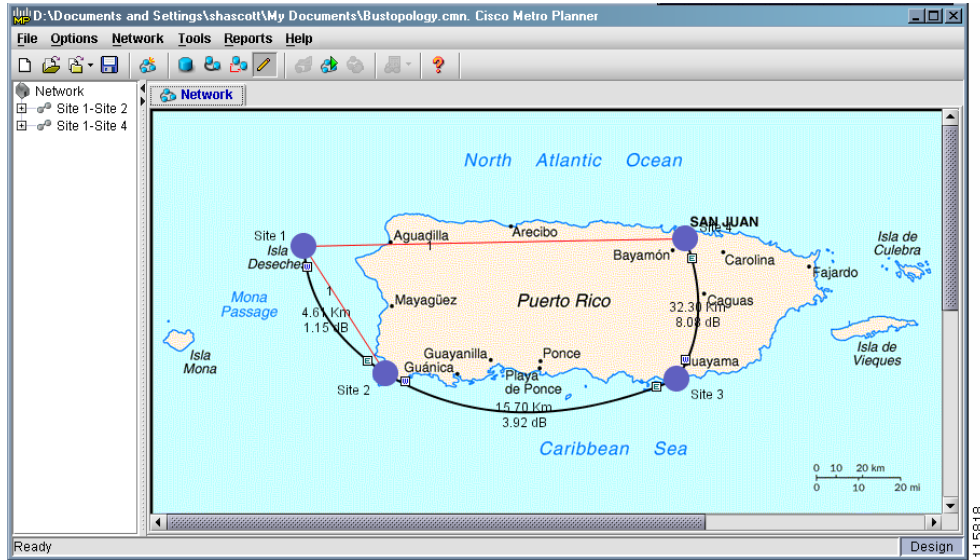 MP
D:\Documents and Settings\shascott\My Documents\Bustopology.cmn. Cisco Metro Planner
File Options Network Tools Reports Help
Network
Site 1-Site 2
Site 1-Site 4
Network
North Atlantic Ocean
SAN JUAN
Site 4
Site 1
Isla
Desecheo
Aguadilla
1
Arecibo
Bayamón
Carolina
Isla de
Culebra
Fajardo
W
E
Mona
Passage
1
4.61 Km
1.15 dB
Mayagüez
Puerto Rico
Caguas
32.30 Km
8.08 dB
Isla
Mona
E
Guayanilla
Ponce
W
Guayama
Isla de
Vieques
Site 2
W
Guánica
Playa
de Ponce
E
Site 3
15.70 Km
3.92 dB
Caribbean Sea
0 10 20 km
0 10 20 mi
Ready
Design
115818